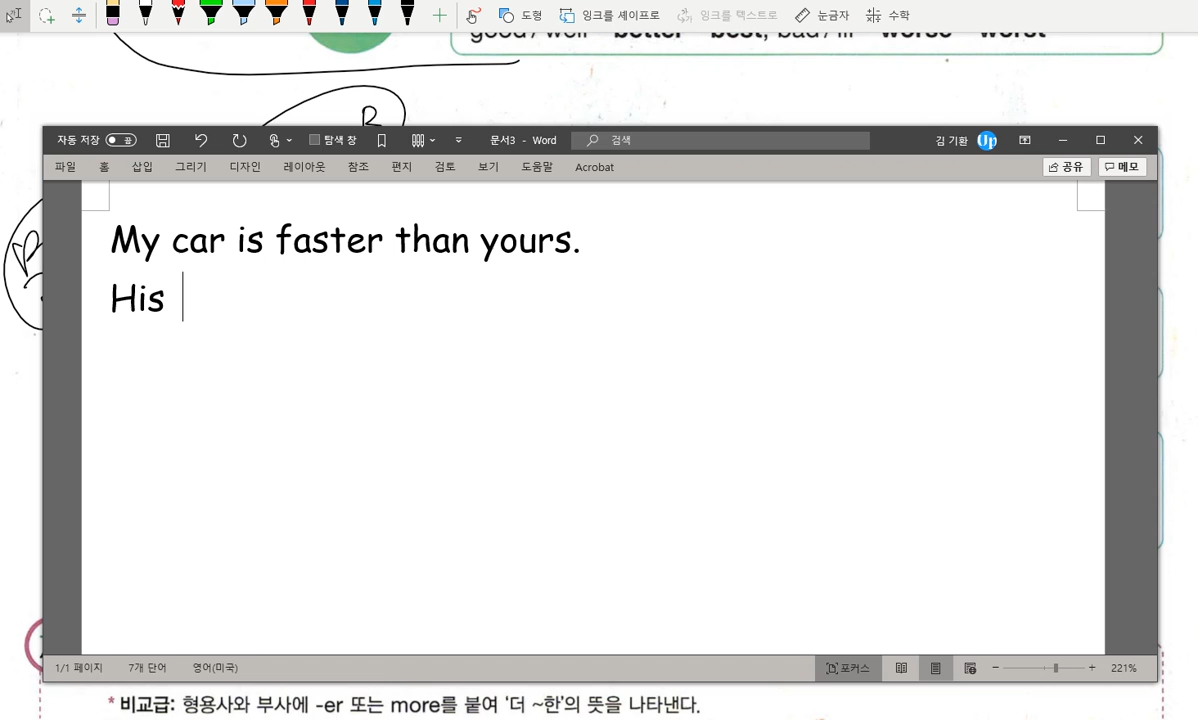 도형 잉크를 셰이프로 잉크를 텍스트로 눈금자 수학
good / well better best, bad / ill worse worst
B
자동 저장 끔 탐색 창 문서3 - Word 검색 김 기환 Up
파일 홈 삽입 그리기 디자인 레이아웃 참조 편지 검토 보기 도움말 Acrobat 공유 메모
My car is faster than yours.
His
1/1 페이지 7개 단어 영어(미국) 포커스 221%
* 비교급: 형용사와 부사에 -er 또는 more를 붙여 ‘더 ~한’의 뜻을 나타낸다.